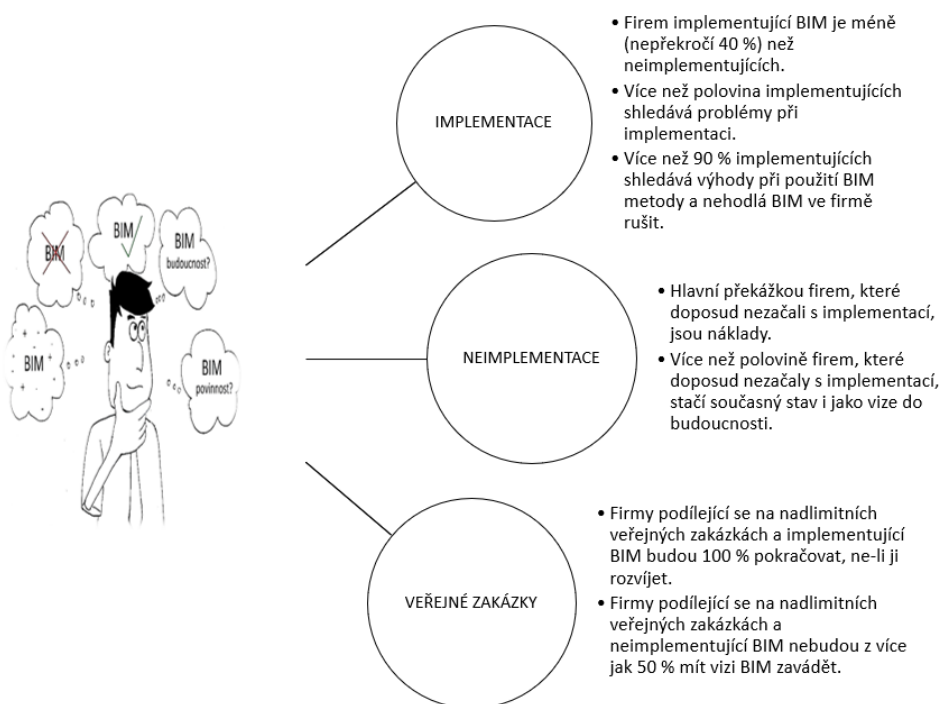 BIM
BIM
BIM
budoucnost?
BIM
BIM
povinnost?
IMPLEMENTACE
• Firem implementující BIM je méně
(nepřekročí 40 %) než
neimplementujících.
• Více než polovina implementujících
shledává problémy při
implementaci.
• Více než 90 % implementujících
shledává výhody při použití BIM
metody a nehodlá BIM ve firmě
rušit.
NEIMPLEMENTACE
• Hlavní překážkou firem, které
doposud nezačali s implementací,
jsou náklady.
• Více než polovině firem, které
doposud nezačaly s implementací,
stačí současný stav i jako vize do
budoucnosti.
VEŘEJNÉ ZAKÁZKY
• Firmy podílející se na nadlimitních
veřejných zakázkách a implementující
BIM budou 100 % pokračovat, ne-li ji
rozvíjet.
• Firmy podílející se na nadlimitních
veřejných zakázkách a
neimplementující BIM nebudou z více
jak 50 % mít vizi BIM zavádět.